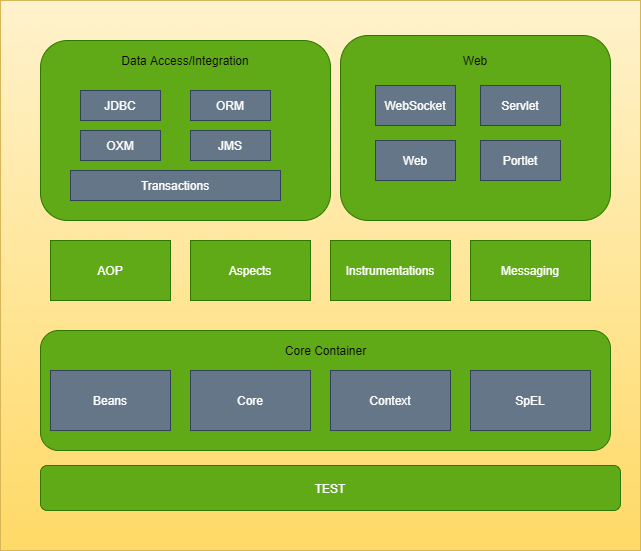 Data Access/Integration
JDBC
ORM
OXM
JMS
Transactions
Web
WebSocket
Servlet
Web
Portlet
AOP
Aspects
Instrumentations
Messaging
Core Container
Beans
Core
Context
SpEL
TEST